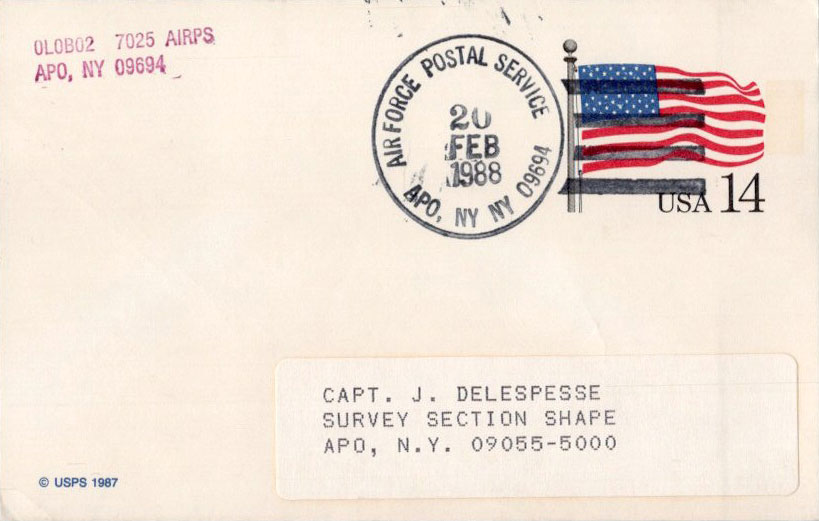 OLOBO2 7025 AIRPS
APO, NY 09694
AIR FORCE POSTAL SERVICE
20
FEB
1988
APO, NY NY 09694
USA 14
CAPT. J. DELESPESSE
SURVEY SECTION SHAPE
APO, N.Y. 09055-5000
© USPS 1987